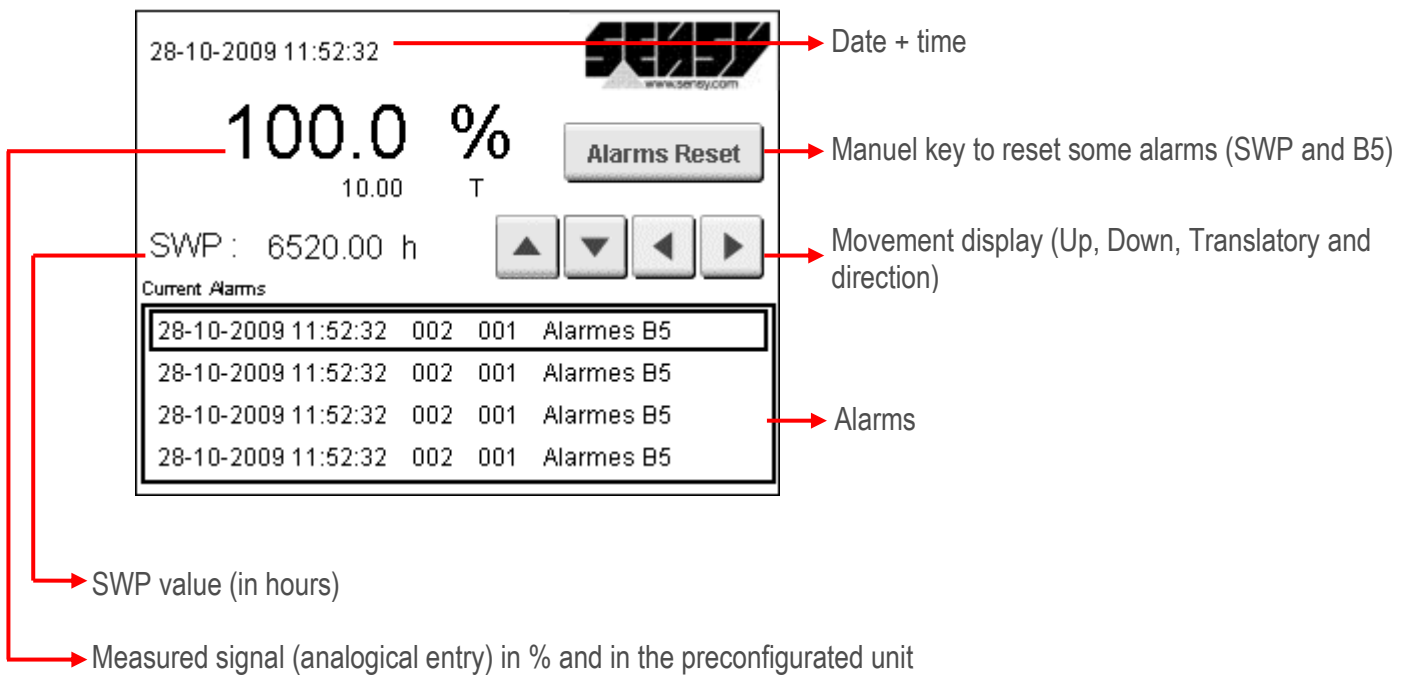 28-10-2009 11:52:32
SENSY
www.sensy.com
Date + time
100.0 %
Alarms Reset
Manuel key to reset some alarms (SWP and B5)
10.00 T
SWP : 6520.00 h
Movement display (Up, Down, Translatory and
direction)
Current Alarms
28-10-2009 11:52:32 002 001 Alarmes B5
28-10-2009 11:52:32 002 001 Alarmes B5
28-10-2009 11:52:32 002 001 Alarmes B5
28-10-2009 11:52:32 002 001 Alarmes B5
Alarms
SWP value (in hours)
Measured signal (analogical entry) in % and in the preconfigurated unit